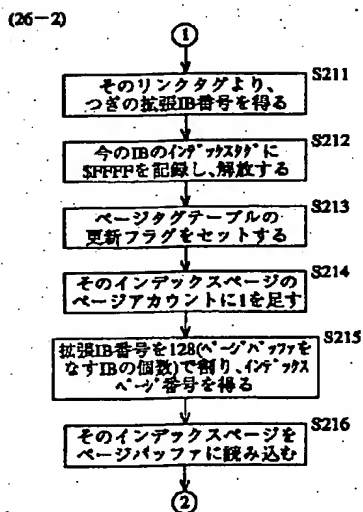 (26-2)
①
S211
そのリンクタグより、
つぎの拡張IB番号を得る
S212
今のIBのインデックスタグに
$FFFFを記録し、解放する
S213
ページタグテーブルの
更新フラグをセットする
S214
そのインデックスページの
ページアカウントに1を足す
S215
拡張IB番号を128(ページバッファを
なすIBの個数)で割り、インデックス
ページ番号を得る
S216
そのインデックスページを
ページバッファに読み込む
②